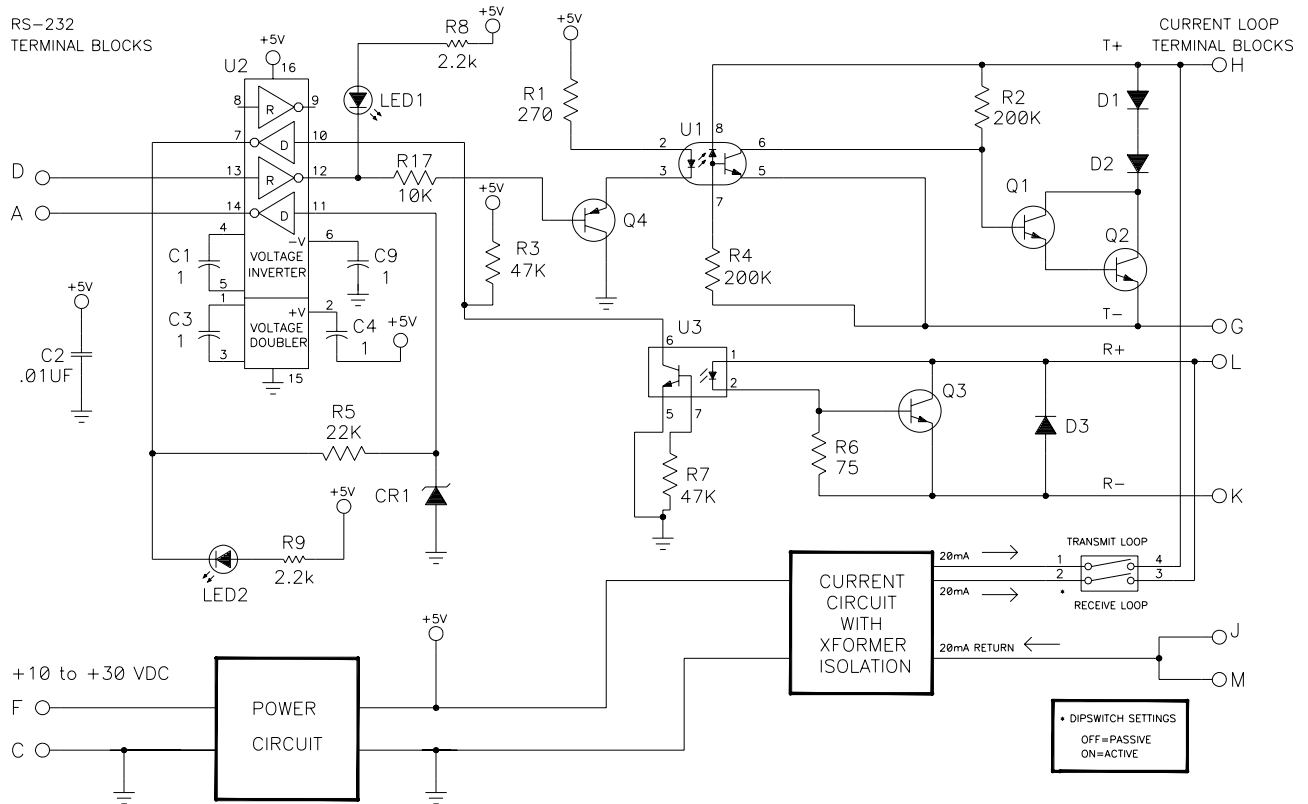 RS-232
TERMINAL BLOCKS
CURRENT LOOP
TERMINAL BLOCKS
+5V
R8
2.2k
+5V
+5V
T+
H
U2
16
8
R
9
LED1
R1
270
R2
200K
D1
7
D
10
U1
8
2
6
D2
D
13
R
12
R17
10K
3
5
7
A
14
D
11
+5V
Q4
Q1
Q2
4
-V
6
VOLTAGE
INVERTER
C1
1
C9
1
5
R3
47K
R4
200K
+5V
1
+V
2
VOLTAGE
DOUBLER
C3
1
C4
1
+5V
3
15
C2
.01UF
T-
G
U3
6
R+
1
L
2
Q3
5
7
D3
R5
22K
R6
75
R7
47K
CR1
R-
K
+5V
R9
2.2k
LED2
CURRENT
CIRCUIT
WITH
XFORMER
ISOLATION
20mA
20mA
20mA RETURN
TRANSMIT LOOP
1
4
2
3
*
RECEIVE LOOP
J
M
+5V
+10 to +30 VDC
F
C
POWER
CIRCUIT
* DIPSWITCH SETTINGS
OFF=PASSIVE
ON=ACTIVE